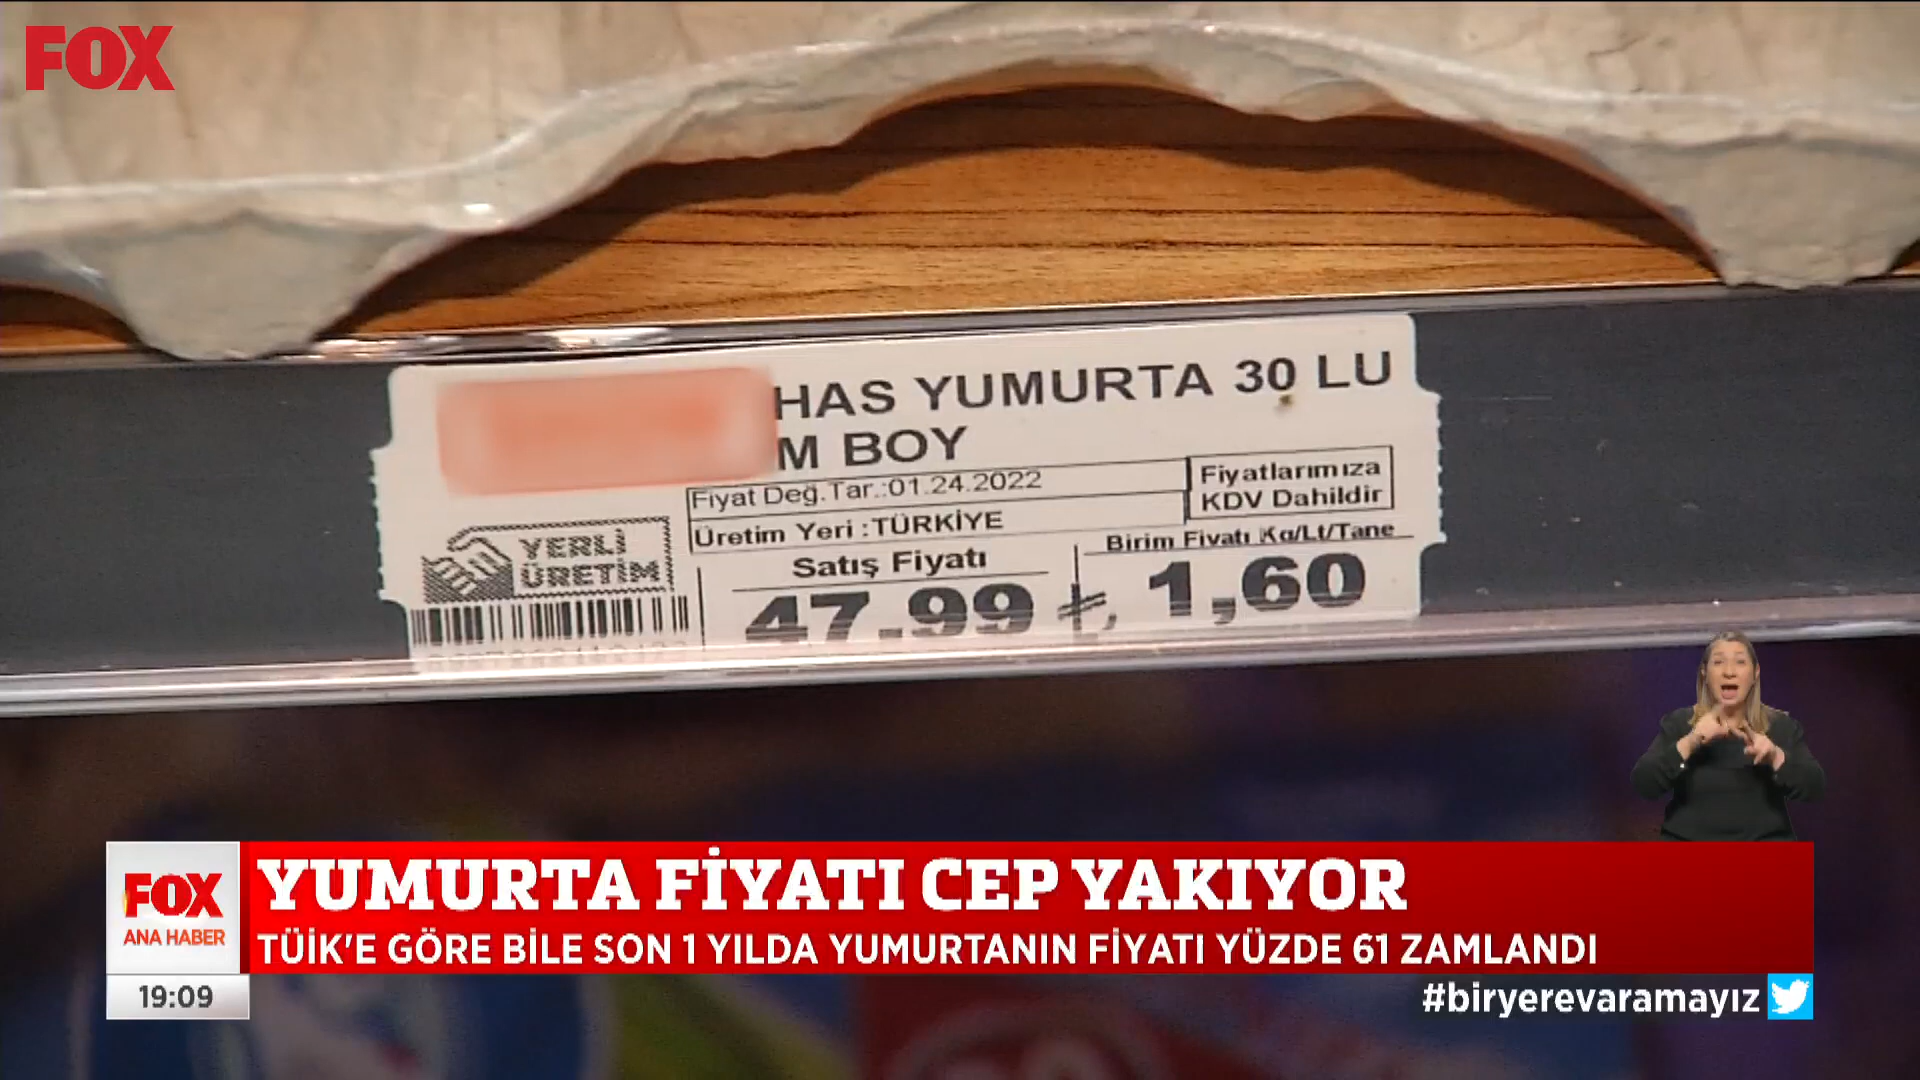 FOX
HAS YUMURTA 30 LU
M BOY
Fiyat Değ.Tar.:01.24.2022
Fiyatlarımıza
KDV Dahildir
Üretim Yeri :TÜRKİYE
YERLİ
ÜRETİM
Satış Fiyatı
Birim Fiyatı Kg/Lt/Tane
47.99 ₺
1,60
FOX
ANA HABER
YUMURTA FİYATI CEP YAKIYOR
TÜİK'E GÖRE BİLE SON 1 YILDA YUMURTANIN FİYATI YÜZDE 61 ZAMLANDI
19:09
#biryerevaramayız